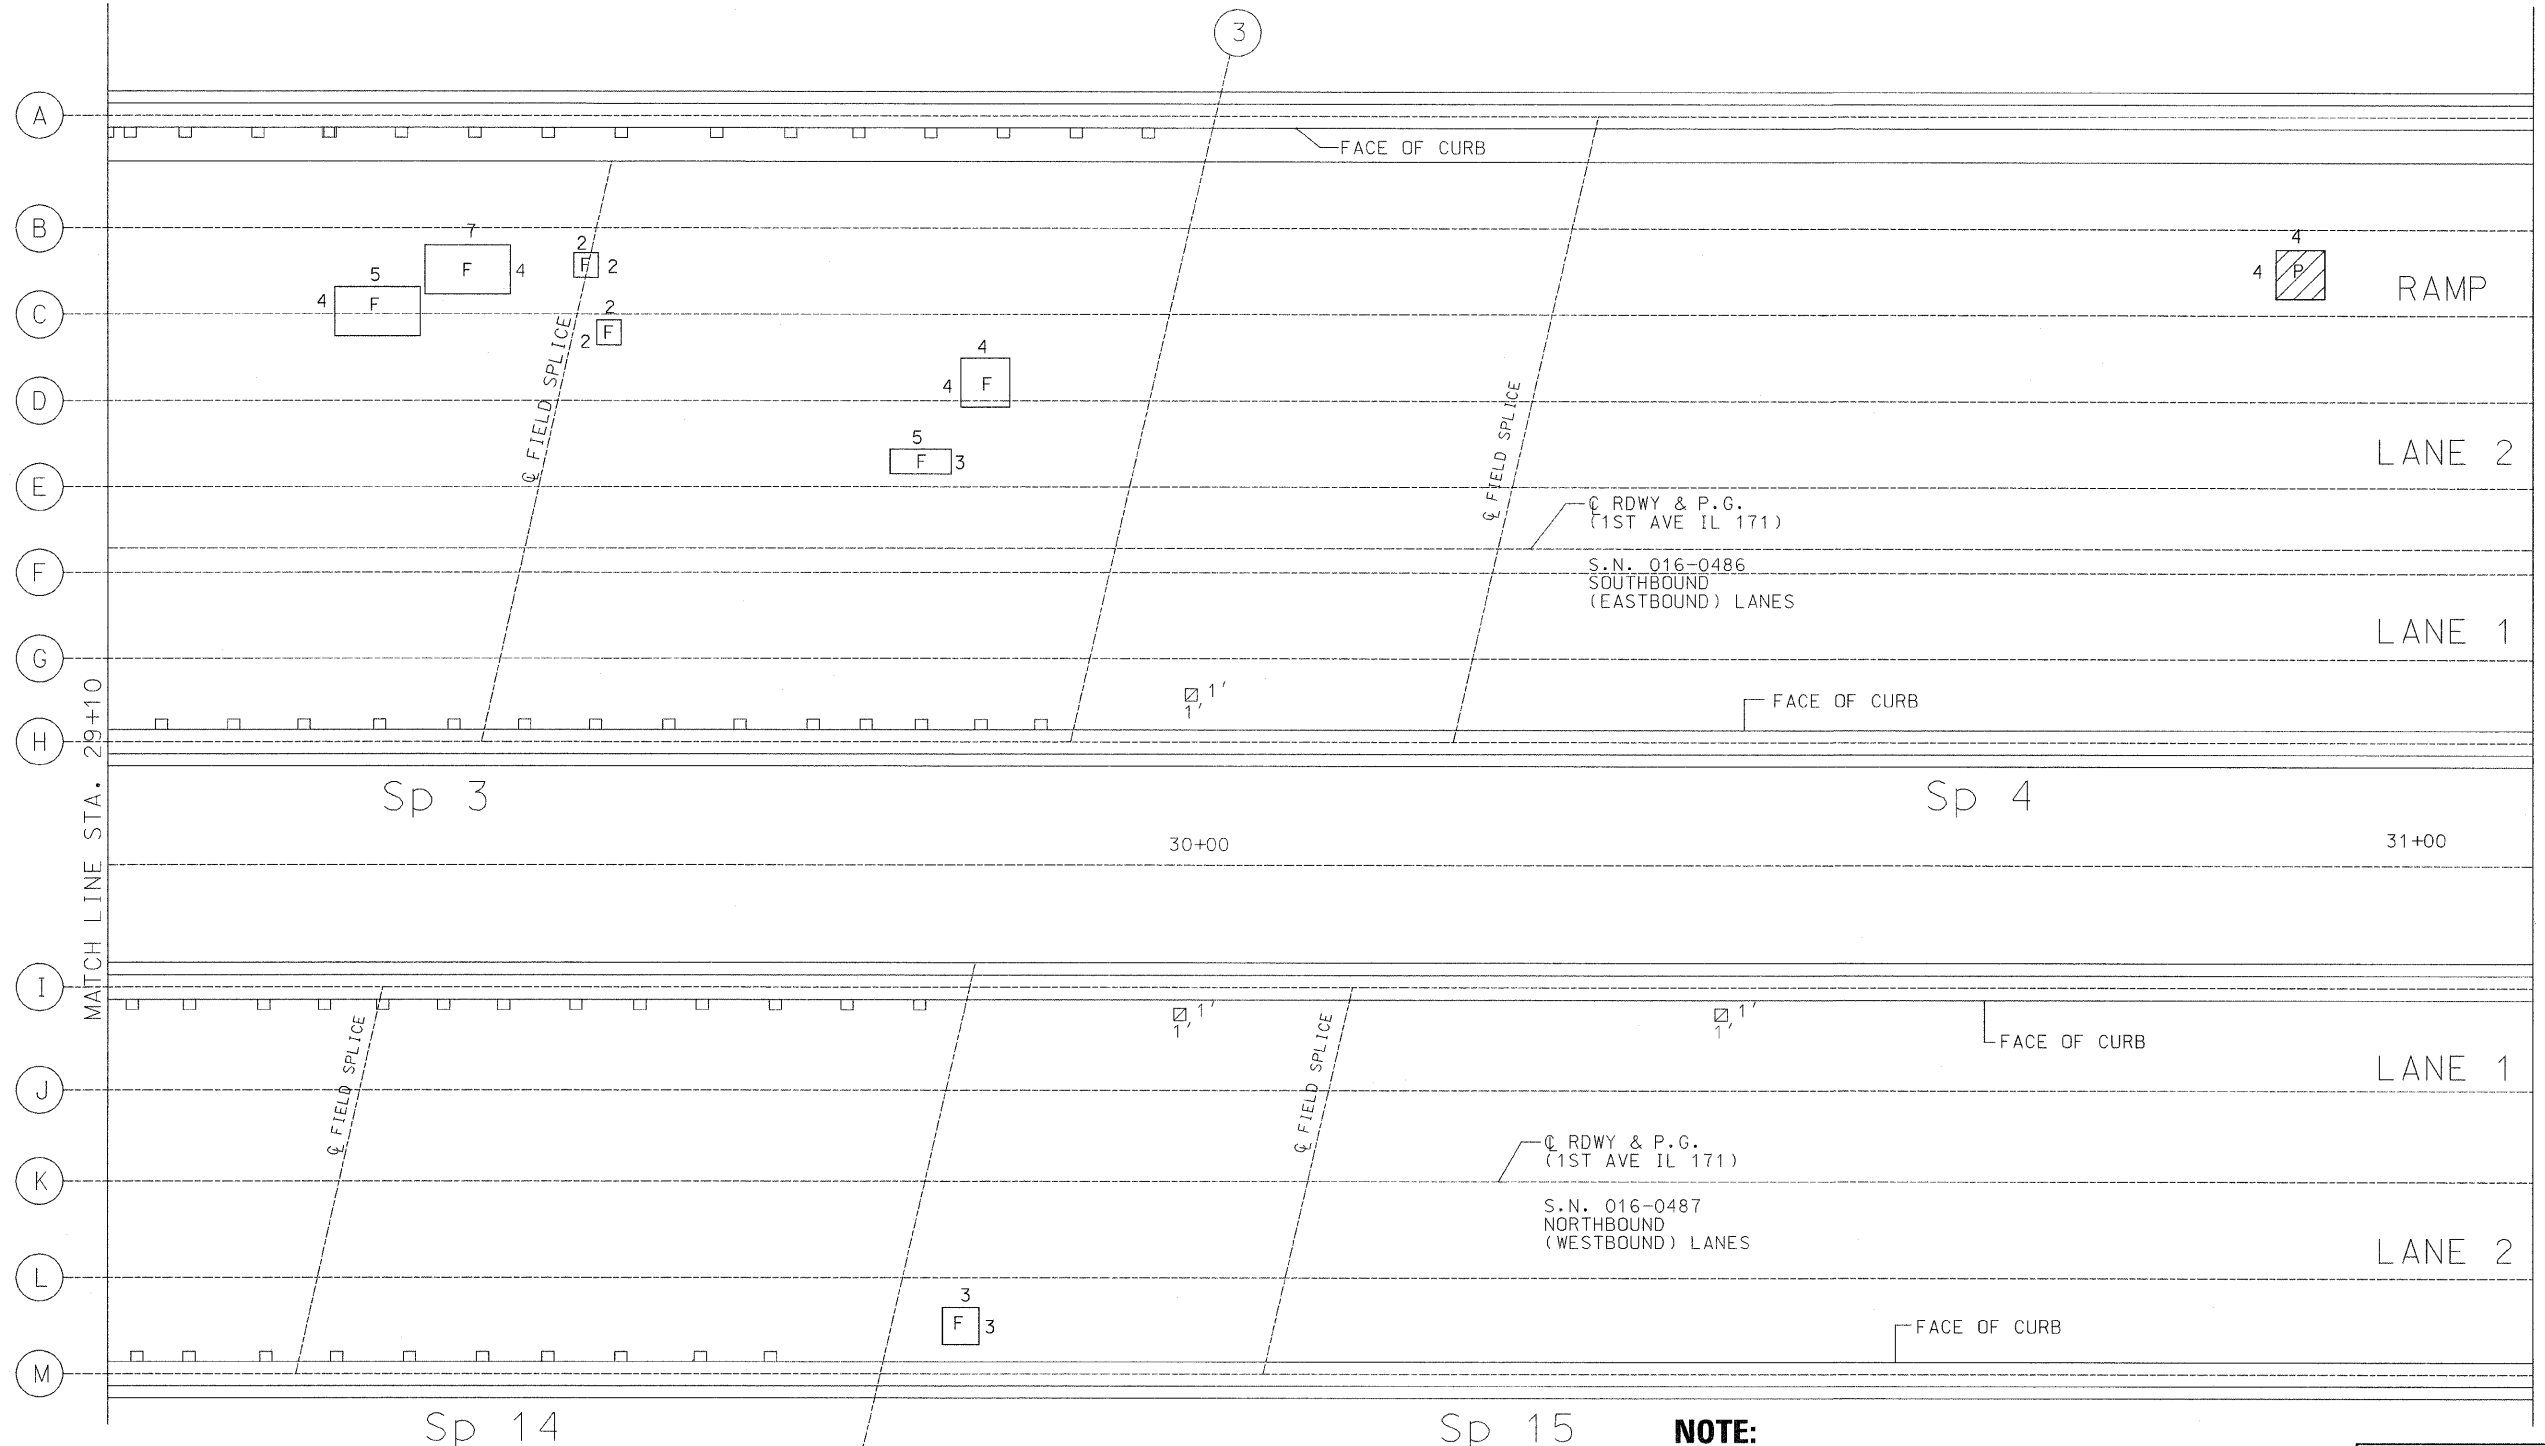 3
A
FACE OF CURB
B
7
F
4
2
F
2
4
4
P
RAMP
5
4
F
C
2
2
F
4
4
F
D
℄ FIELD SPLICE
℄ FIELD SPLICE
5
F
3
LANE 2
E
℄ RDWY & P.G.
(1ST AVE IL 171)
F
S.N. 016-0486
SOUTHBOUND
(EASTBOUND) LANES
LANE 1
G
1'
1'
FACE OF CURB
H
MATCH LINE STA. 29+10
Sp 3
Sp 4
30+00
31+00
I
1'
1'
1'
1'
FACE OF CURB
℄ FIELD SPLICE
℄ FIELD SPLICE
LANE 1
J
℄ RDWY & P.G.
(1ST AVE IL 171)
K
S.N. 016-0487
NORTHBOUND
(WESTBOUND) LANES
LANE 2
L
3
F
3
FACE OF CURB
M
Sp 14
Sp 15
NOTE: